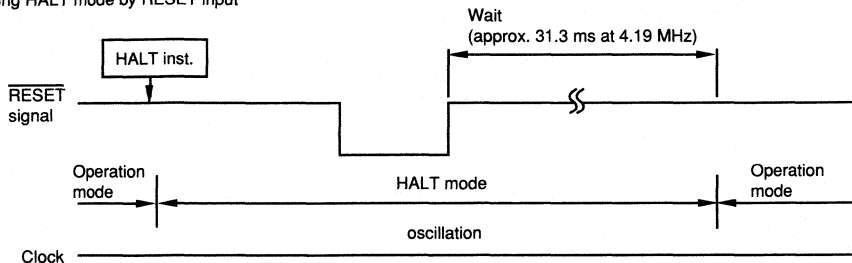 HALT mode by RESET input
Wait
(approx. 31.3 ms at 4.19 MHz)
HALT inst.
RESET
signal
Operation
mode
HALT mode
Operation
mode
oscillation
Clock